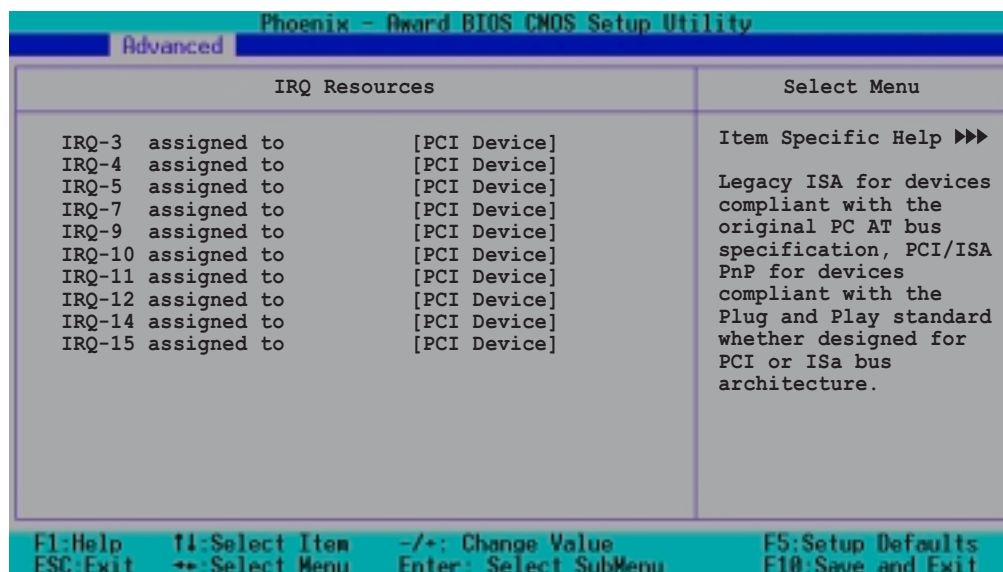 Phoenix - Award BIOS CMOS Setup Utility
Advanced
IRQ Resources
Select Menu
IRQ-3 assigned to [PCI Device]
IRQ-4 assigned to [PCI Device]
IRQ-5 assigned to [PCI Device]
IRQ-7 assigned to [PCI Device]
IRQ-9 assigned to [PCI Device]
IRQ-10 assigned to [PCI Device]
IRQ-11 assigned to [PCI Device]
IRQ-12 assigned to [PCI Device]
IRQ-14 assigned to [PCI Device]
IRQ-15 assigned to [PCI Device]
Item Specific Help ▶▶▶
Legacy ISA for devices
compliant with the
original PC AT bus
specification, PCI/ISA
PnP for devices
compliant with the
Plug and Play standard
whether designed for
PCI or ISa bus
architecture.
F1:Help ↑↓:Select Item -/+: Change Value F5:Setup Defaults
ESC:Exit ↔:Select Menu Enter: Select SubMenu F10:Save and Exit